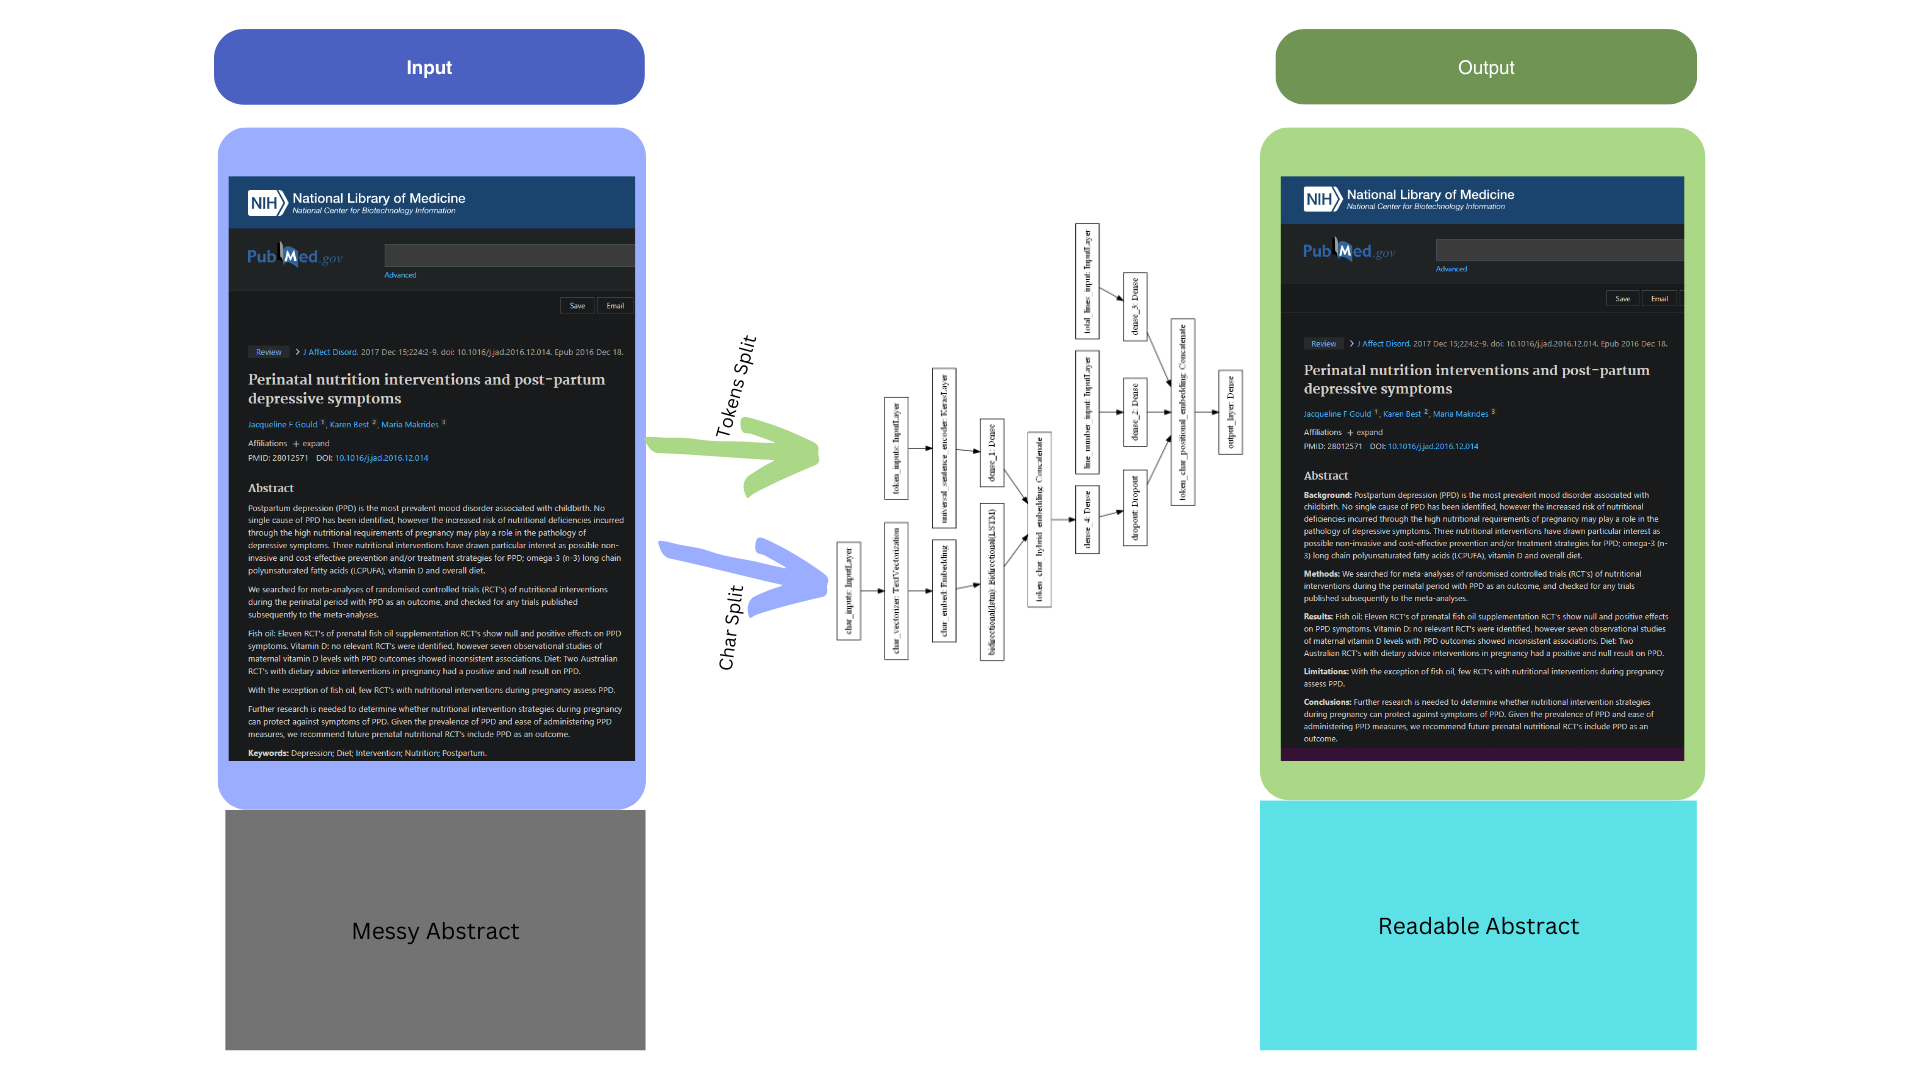 Input
NIH National Library of Medicine
National Center for Biotechnology Information
PubMed.gov
Advanced
Save Email
Review > J Affect Disord. 2017 Dec 15;224:2-9. doi: 10.1016/j.jad.2016.12.014. Epub 2016 Dec 18.
Perinatal nutrition interventions and post-partum
depressive symptoms
Jacqueline F Gould 1, Karen Best 2, Maria Makrides 3
Affiliations + expand
PMID: 28012571 DOI: 10.1016/j.jad.2016.12.014
Abstract
Postpartum depression (PPD) is the most prevalent mood disorder associated with childbirth. No
single cause of PPD has been identified, however the increased risk of nutritional deficiencies incurred
through the high nutritional requirements of pregnancy may play a role in the pathology of
depressive symptoms. Three nutritional interventions have drawn particular interest as possible non-
invasive and cost-effective prevention and/or treatment strategies for PPD; omega-3 (n-3) long chain
polyunsaturated fatty acids (LCPUFA), vitamin D and overall diet.
We searched for meta-analyses of randomised controlled trials (RCT's) of nutritional interventions
during the perinatal period with PPD as an outcome, and checked for any trials published
subsequently to the meta-analyses.
Fish oil: Eleven RCT's of prenatal fish oil supplementation RCT's show null and positive effects on PPD
symptoms. Vitamin D: no relevant RCT's were identified, however seven observational studies of
maternal vitamin D levels with PPD outcomes showed inconsistent associations. Diet: Two Australian
RCT's with dietary advice interventions in pregnancy had a positive and null result on PPD.
With the exception of fish oil, few RCT's with nutritional interventions during pregnancy assess PPD.
Further research is needed to determine whether nutritional intervention strategies during pregnancy
can protect against symptoms of PPD. Given the prevalence of PPD and ease of administering PPD
measures, we recommend future prenatal nutritional RCT's include PPD as an outcome.
Keywords: Depression; Diet; Intervention; Nutrition; Postpartum.
Messy Abstract
Tokens Split
Char Split
char_inputs: InputLayer
token_inputs: InputLayer
char_vectorizer: TextVectorization
universal_sentence_encoder: KerasLayer
char_embed: Embedding
dense_1: Dense
bidirectional(lstm): Bidirectional(LSTM)
token_char_hybrid_embedding: Concatenate
total_lines_input: InputLayer
line_number_input: InputLayer
dense_4: Dense
dense_3: Dense
dense_2: Dense
dropout: Dropout
token_char_positional_embedding: Concatenate
output_layer: Dense
Output
NIH National Library of Medicine
National Center for Biotechnology Information
PubMed.gov
Advanced
Save Email
Review > J Affect Disord. 2017 Dec 15;224:2-9. doi: 10.1016/j.jad.2016.12.014. Epub 2016 Dec 18.
Perinatal nutrition interventions and post-partum
depressive symptoms
Jacqueline F Gould 1, Karen Best 2, Maria Makrides 3
Affiliations + expand
PMID: 28012571 DOI: 10.1016/j.jad.2016.12.014
Abstract
Background: Postpartum depression (PPD) is the most prevalent mood disorder associated with
childbirth. No single cause of PPD has been identified, however the increased risk of nutritional
deficiencies incurred through the high nutritional requirements of pregnancy may play a role in the
pathology of depressive symptoms. Three nutritional interventions have drawn particular interest as
possible non-invasive and cost-effective prevention and/or treatment strategies for PPD; omega-3 (n-
3) long chain polyunsaturated fatty acids (LCPUFA), vitamin D and overall diet.
Methods: We searched for meta-analyses of randomised controlled trials (RCT's) of nutritional
interventions during the perinatal period with PPD as an outcome, and checked for any trials
published subsequently to the meta-analyses.
Results: Fish oil: Eleven RCT's of prenatal fish oil supplementation RCT's show null and positive effects
on PPD symptoms. Vitamin D: no relevant RCT's were identified, however seven observational studies
of maternal vitamin D levels with PPD outcomes showed inconsistent associations. Diet: Two
Australian RCT's with dietary advice interventions in pregnancy had a positive and null result on PPD.
Limitations: With the exception of fish oil, few RCT's with nutritional interventions during pregnancy
assess PPD.
Conclusions: Further research is needed to determine whether nutritional intervention strategies
during pregnancy can protect against symptoms of PPD. Given the prevalence of PPD and ease of
administering PPD measures, we recommend future prenatal nutritional RCT's include PPD as an
outcome.
Readable Abstract